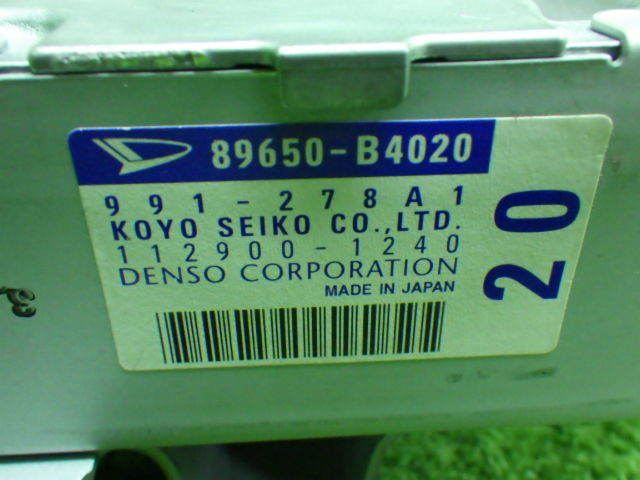 89650-B4020
991-278A1
KOYO SEIKO CO.,LTD.
112900-1240
DENSO CORPORATION
MADE IN JAPAN
20